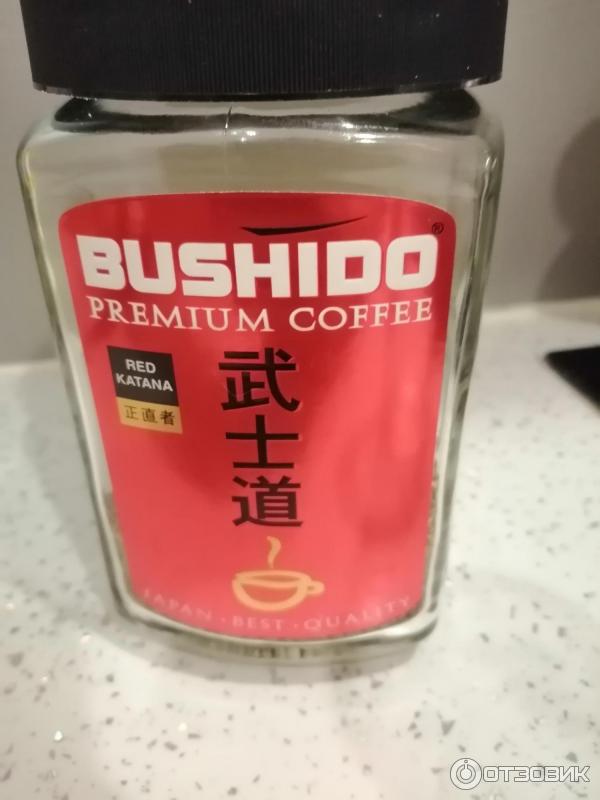 BUSHIDO®
PREMIUM COFFEE
RED
KATANA
正直者
武
士
道
JAPAN · BEST · QUALITY
ОТЗОВИК